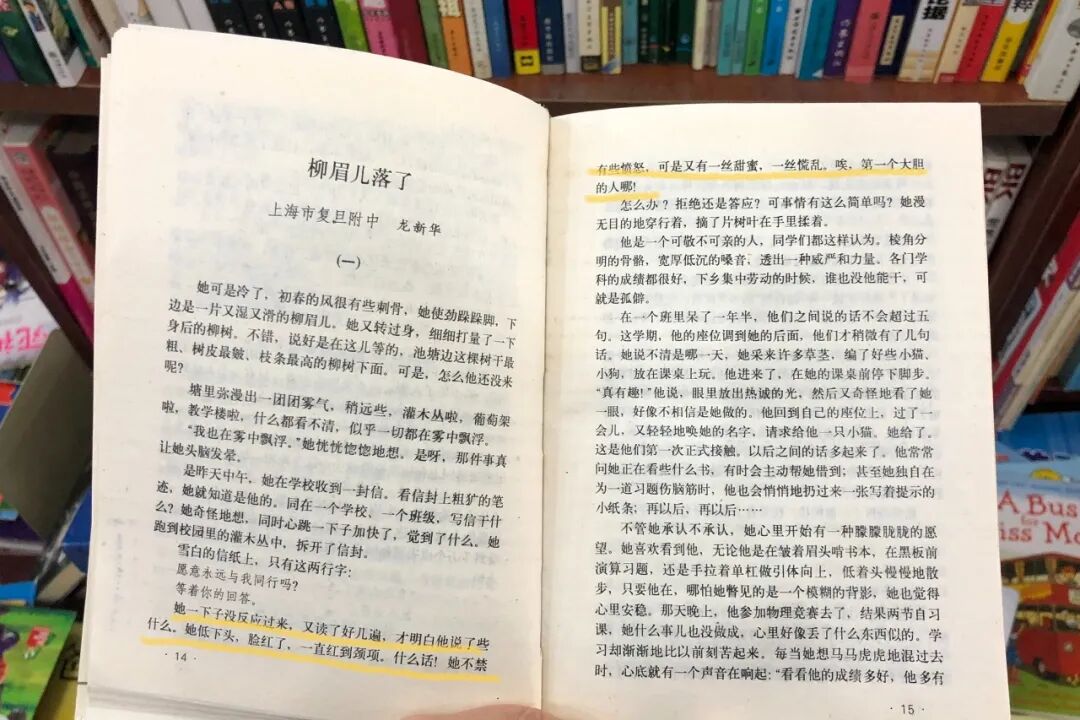 柳眉儿落了
上海市复旦附中 龙新华
(一)
她可是冷了，初春的风很有些刺骨，她使劲跺跺脚，下
边是一片又湿又滑的柳眉儿。她又转过身，细细打量了一下
身后的柳树。不错，说好是在这儿等的，池塘边这棵树干最
粗、树皮最皱、枝条最高的柳树下面。可是，怎么他还没来
呢？
塘里弥漫出一团团雾气，稍远些，灌木丛啦，葡萄架
啦，教学楼啦，什么都看不清，似乎一切都在雾中飘浮。
“我也在雾中飘浮。”她恍恍惚惚地想。是呀，那件事真
让她头脑发晕。
是昨天中午，她在学校收到一封信。看信封上粗犷的笔
迹，她就知道是他的。同在一个学校、一个班级，写信干什
么？她奇怪地想，同时心跳一下子加快了，觉到了什么。她
跑到校园里的灌木丛中，拆开了信封。
雪白的信纸上，只有这两行字：
愿意永远与我同行吗？
等着你的回答。
她一下子没反应过来，又读了好几遍，才明白他说了些
什么。她低下头，脸红了，一直红到颈项。什么话！她不禁
· 14 ·
有些愤怒，可是又有一丝甜蜜，一丝慌乱。唉，第一个大胆
的人哪！
怎么办？拒绝还是答应？可事情有这么简单吗？她漫
无目的地穿行着，摘了片树叶在手里揉着。
他是一个可敬不可亲的人，同学们都这样认为。棱角分
明的骨骼，宽厚低沉的嗓音，透出一种威严和力量。各门学
科的成绩都很好，下乡集中劳动的时候，谁也没他能干，可
就是孤僻。
在一个班里呆了一年半，他们之间说的话不会超过五
句。这学期，他的座位调到她的后面，他们才稍微有了几句
话。她说不清是哪一天，她采来许多草茎，编了好些小猫、
小狗，放在课桌上玩。他进来了，在她的课桌前停下脚步。
“真有趣！”他说，眼里放出热诚的光，然后又奇怪地看了她
一眼，好像不相信是她做的。他回到自己的座位上，过了一
会儿，又轻轻地唤她的名字，请求给他一只小猫。她给了。
这是他们第一次正式接触。以后之间的话多起来了。他常常
问她正在看些什么书，有时会主动帮她借到；甚至她独自在
为一道习题伤脑筋时，他也会悄悄地扔过来一张写着提示的
小纸条；再以后，再以后……
不管她承认不承认，她心里开始有一种朦朦胧胧的愿
望。她喜欢看到他，无论他是在皱着眉头啃书本，在黑板前
演算习题，还是手拉着单杠做引体向上，低着头慢慢地散
步，只要他在，哪怕她瞥见的是一个模糊的背影，她也觉得
心里安稳。那天晚上，他参加物理竞赛去了，结果两节自习
课，她什么事儿也没做成，心里好像丢了什么东西似的。学
习却渐渐地比以前刻苦起来。每当她想马马虎虎地混过去
时，心底就有一个声音在响起：“看看他的成绩多好，他多有
· 15 ·
A Bus
for
iss Mo